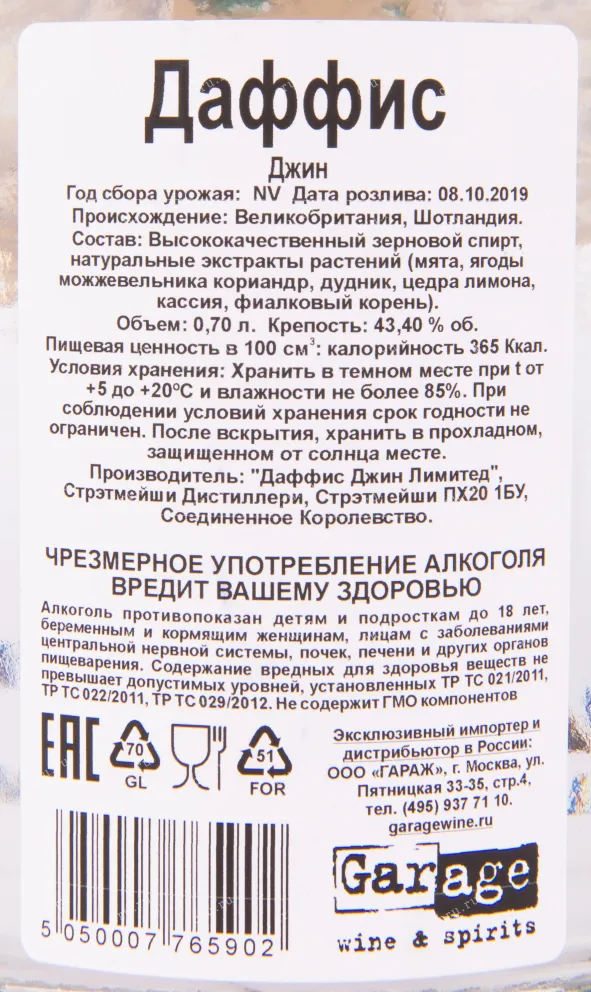 Даффис
Джин
Год сбора урожая: NV Дата розлива: 08.10.2019
Происхождение: Великобритания, Шотландия.
Состав: Высококачественный зерновой спирт,
натуральные экстракты растений (мята, ягоды
можжевельника кориандр, дудник, цедра лимона,
кассия, фиалковый корень).
Объем: 0,70 л. Крепость: 43,40 % об.
Пищевая ценность в 100 см³: калорийность 365 Ккал.
Условия хранения: Хранить в темном месте при t от
+5 до +20°С и влажности не более 85%. При
соблюдении условий хранения срок годности не
ограничен. После вскрытия, хранить в прохладном,
защищенном от солнца месте.
Производитель: "Даффис Джин Лимитед",
Стрэтмейши Дистиллери, Стрэтмейши ПХ20 1БУ,
Соединенное Королевство.
ЧРЕЗМЕРНОЕ УПОТРЕБЛЕНИЕ АЛКОГОЛЯ
ВРЕДИТ ВАШЕМУ ЗДОРОВЬЮ
Алкоголь противопоказан детям и подросткам до 18 лет,
беременным и кормящим женщинам, лицам с заболеваниями
центральной нервной системы, почек, печени и других органов
пищеварения. Содержание вредных для здоровья веществ не
превышает допустимых уровней, установленных ТР ТС 021/2011,
ТР ТС 022/2011, ТР ТС 029/2012. Не содержит ГМО компонентов
EAC
70
GL
51
FOR
Эксклюзивный импортер и
дистрибьютор в России:
ООО «ГАРАЖ», г. Москва, ул.
Пятницкая 33-35, стр.4,
тел. (495) 937 71 10.
garagewine.ru
Garage
wine & spirits
5 050007 765902